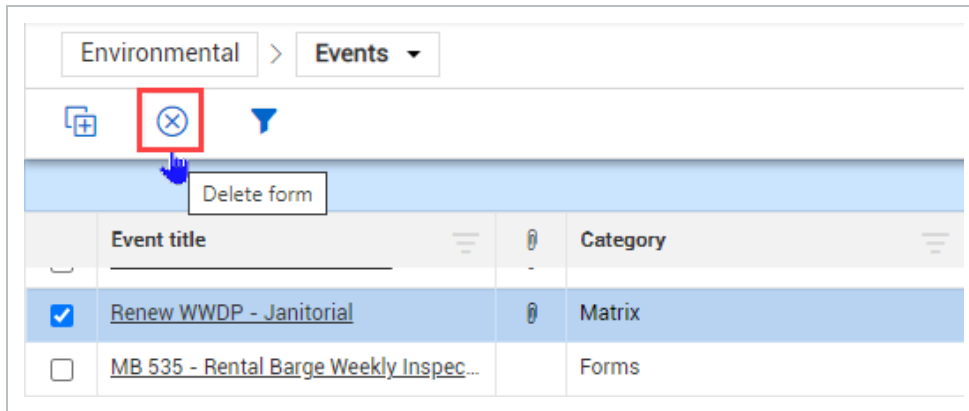 Environmental > Events
Delete form
Event title Category
Renew WWDP - Janitorial Matrix
MB 535 - Rental Barge Weekly Inspec... Forms